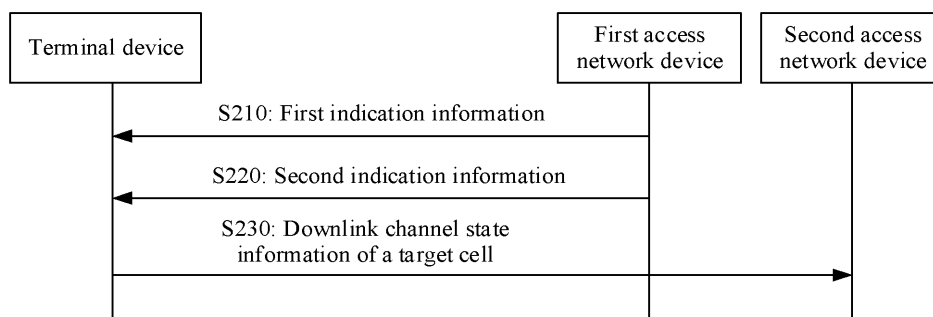 Terminal device
First access
network device
Second access
network device
S210: First indication information
S220: Second indication information
S230: Downlink channel state
information of a target cell